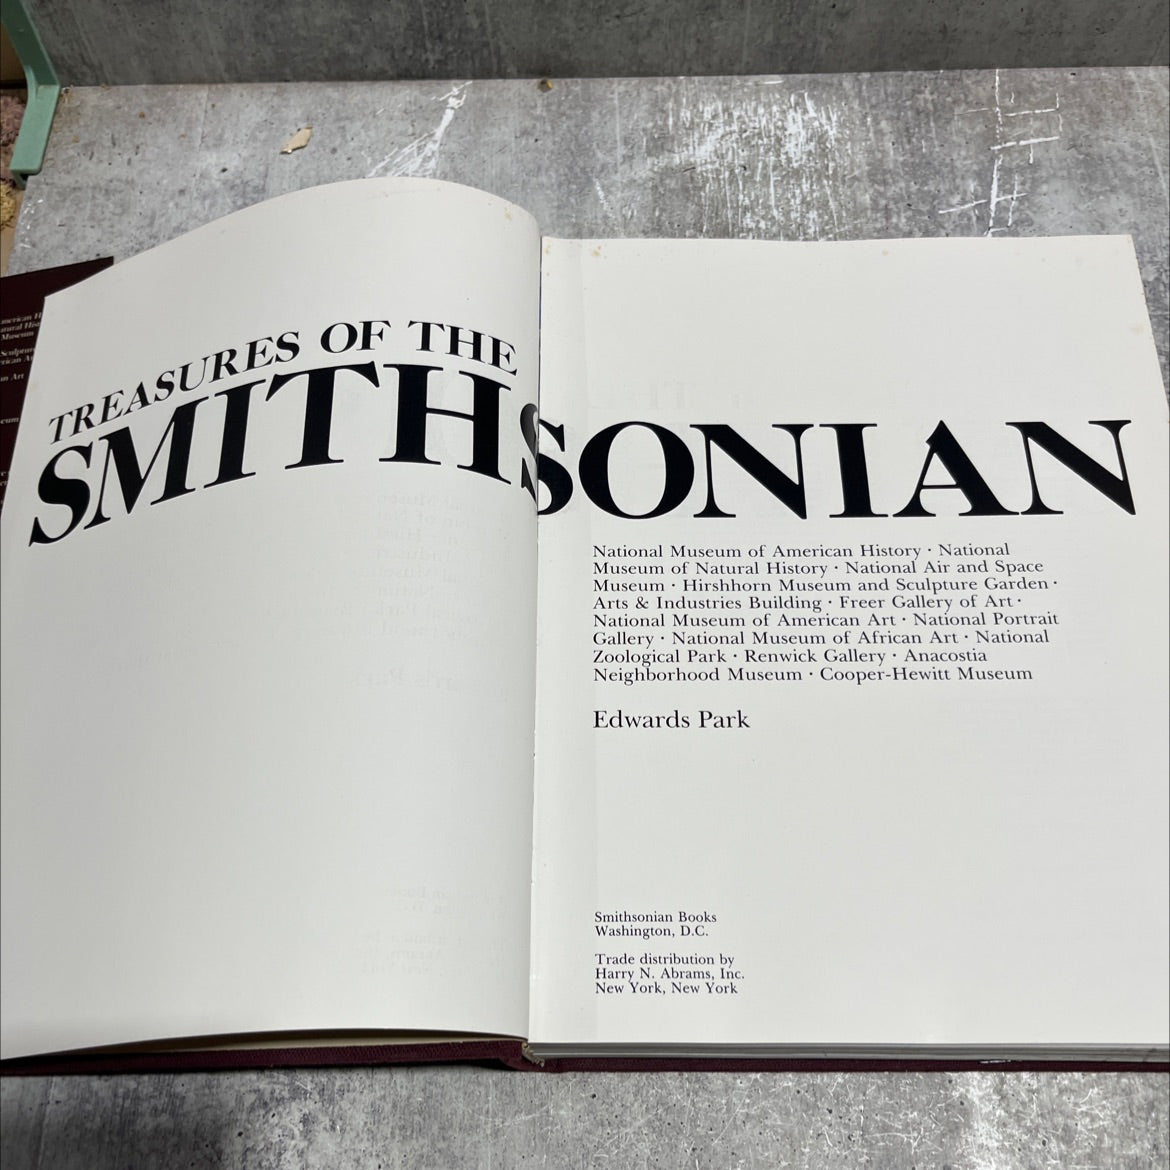 TREASURES OF THE
SMITHSONIAN
National Museum of American History · National
Museum of Natural History · National Air and Space
Museum · Hirshhorn Museum and Sculpture Garden ·
Arts & Industries Building · Freer Gallery of Art ·
National Museum of American Art · National Portrait
Gallery · National Museum of African Art · National
Zoological Park · Renwick Gallery · Anacostia
Neighborhood Museum · Cooper-Hewitt Museum
Edwards Park
Smithsonian Books
Washington, D.C.
Trade distribution by
Harry N. Abrams, Inc.
New York, New York